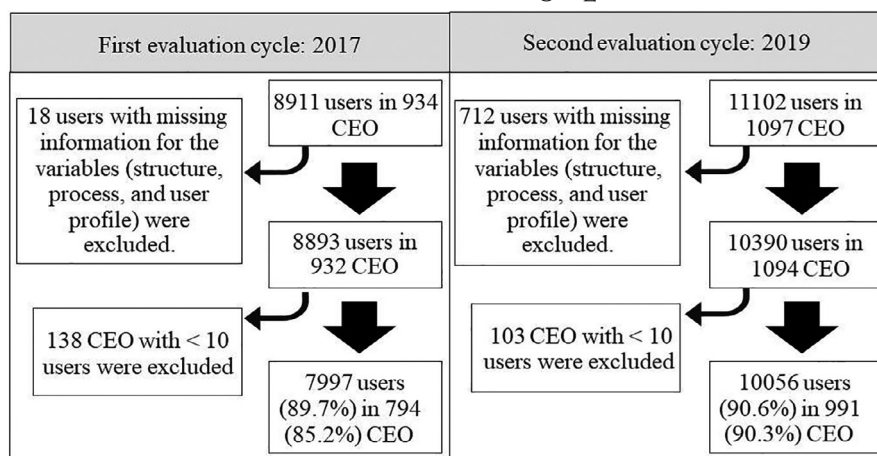 First evaluation cycle: 2017
Second evaluation cycle: 2019
18 users with missing
information for the
variables (structure,
process, and user
profile) were
excluded.
8911 users in 934
CEO
8893 users in
932 CEO
138 CEO with < 10
users were excluded
7997 users
(89.7%) in 794
(85.2%) CEO
712 users with missing
information for the
variables (structure,
process, and user
profile) were
excluded.
11102 users in
1097 CEO
10390 users in
1094 CEO
103 CEO with < 10
users were excluded
10056 users
(90.6%) in 991
(90.3%) CEO